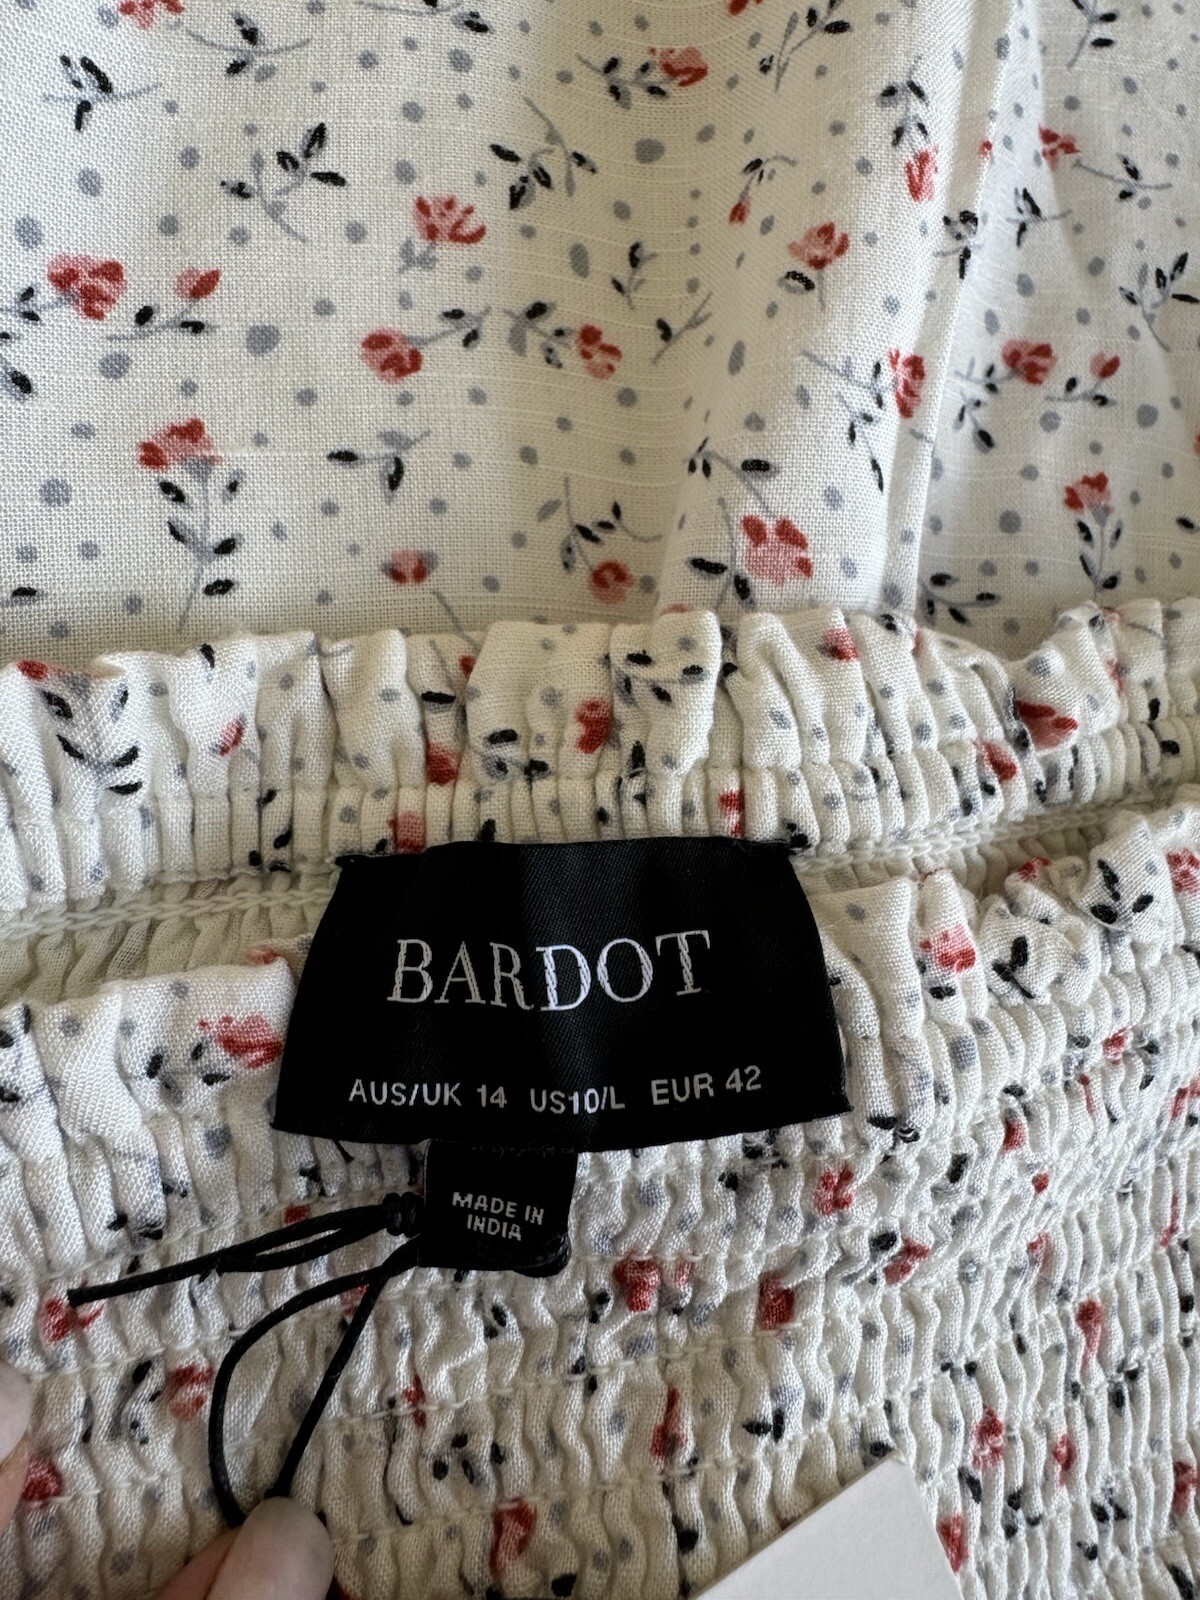 BARDOT
AUS/UK 14 US10/L EUR 42
MADE IN
INDIA